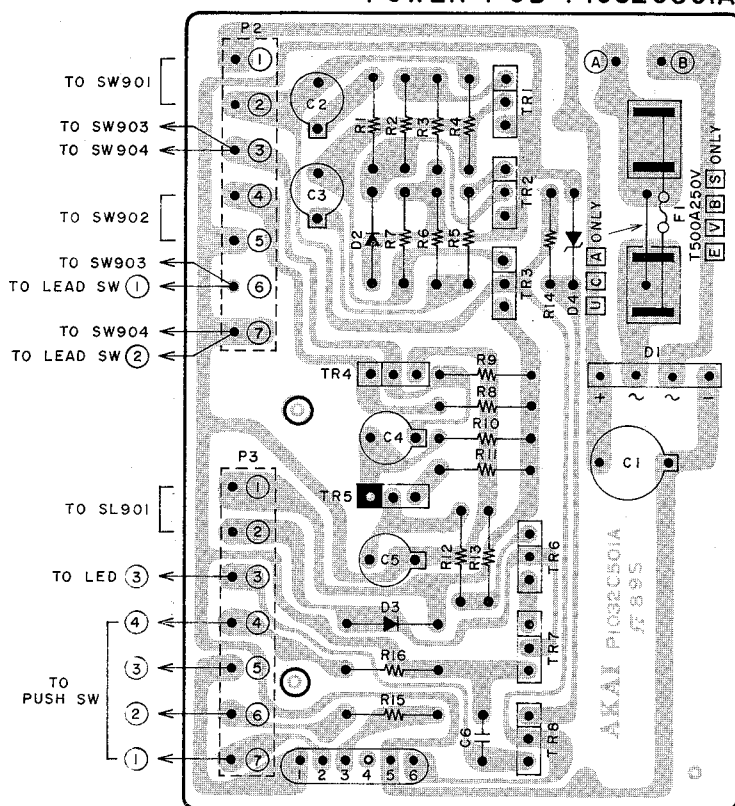 P2
TO SW901
TO SW903
TO SW904
TO SW902
TO SW903
TO LEAD SW ①
TO SW904
TO LEAD SW ②
① ② ③ ④ ⑤ ⑥ ⑦
C2
C3
R1 R2 R3 R4
TR1
TR2
D2 R7 R6 R5
TR3
R14 D4
U C A ONLY
A B
F1
T500A250V
E V B S ONLY
D1
+ ~ ~ -
C1
TR4
R9
R8
R10
R11
C4
TR5
C5
R12 R13
TR6
D3
TR7
R16
R15
C6
TR8
P3
TO SL901
TO LED ③
④
③
TO PUSH SW
②
①
① ② ③ ④ ⑤ ⑥ ⑦
1 2 3 4 5 6
AKAI P1032C501A